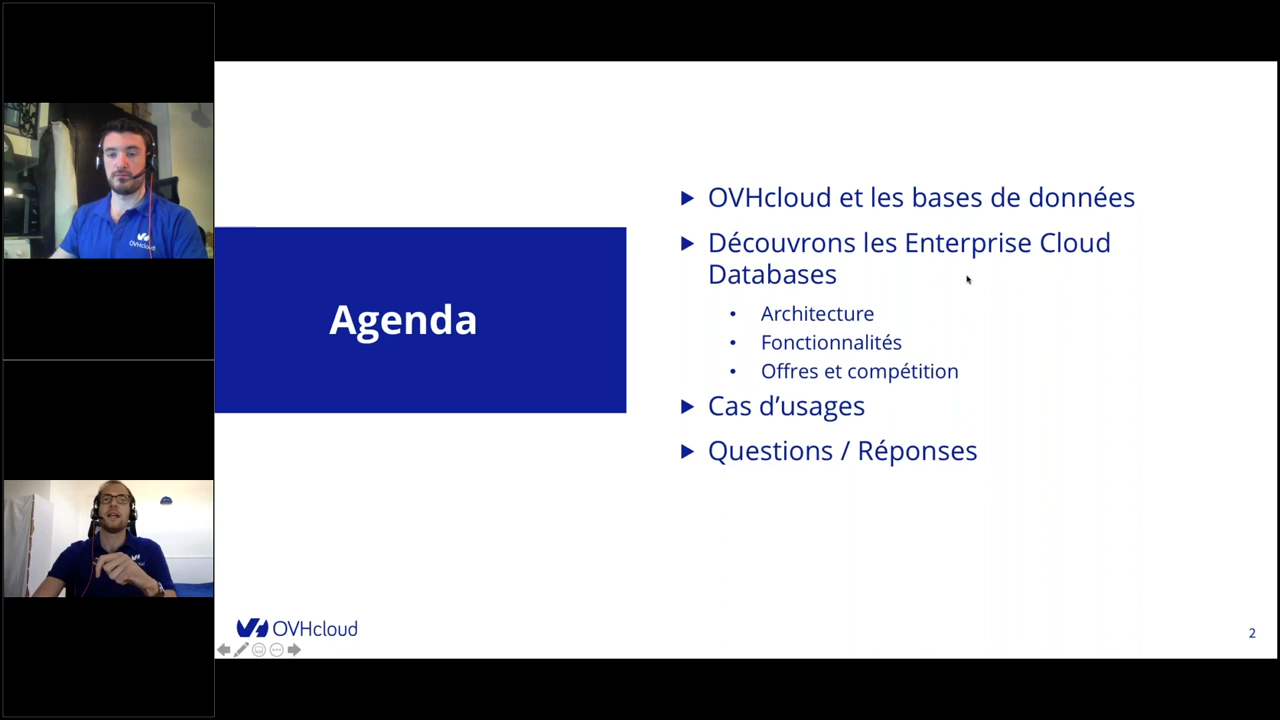 OVHcloud
Agenda
OVHcloud et les bases de données
Découvrons les Enterprise Cloud
Databases
Architecture
Fonctionnalités
Offres et compétition
Cas d’usages
Questions / Réponses
OVHcloud
2